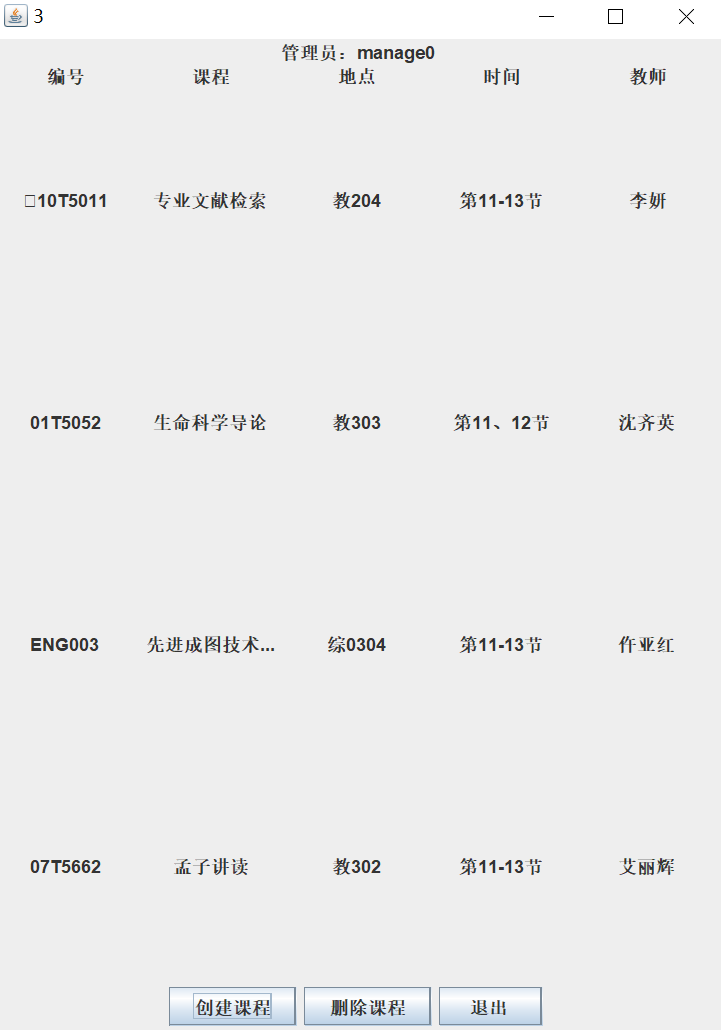 3
管理员：manage0
编号 课程 地点 时间 教师
10T5011 专业文献检索 教204 第11-13节 李妍
01T5052 生命科学导论 教303 第11、12节 沈齐英
ENG003 先进成图技术... 综0304 第11-13节 仵亚红
07T5662 孟子讲读 教302 第11-13节 艾丽辉
创建课程 删除课程 退出